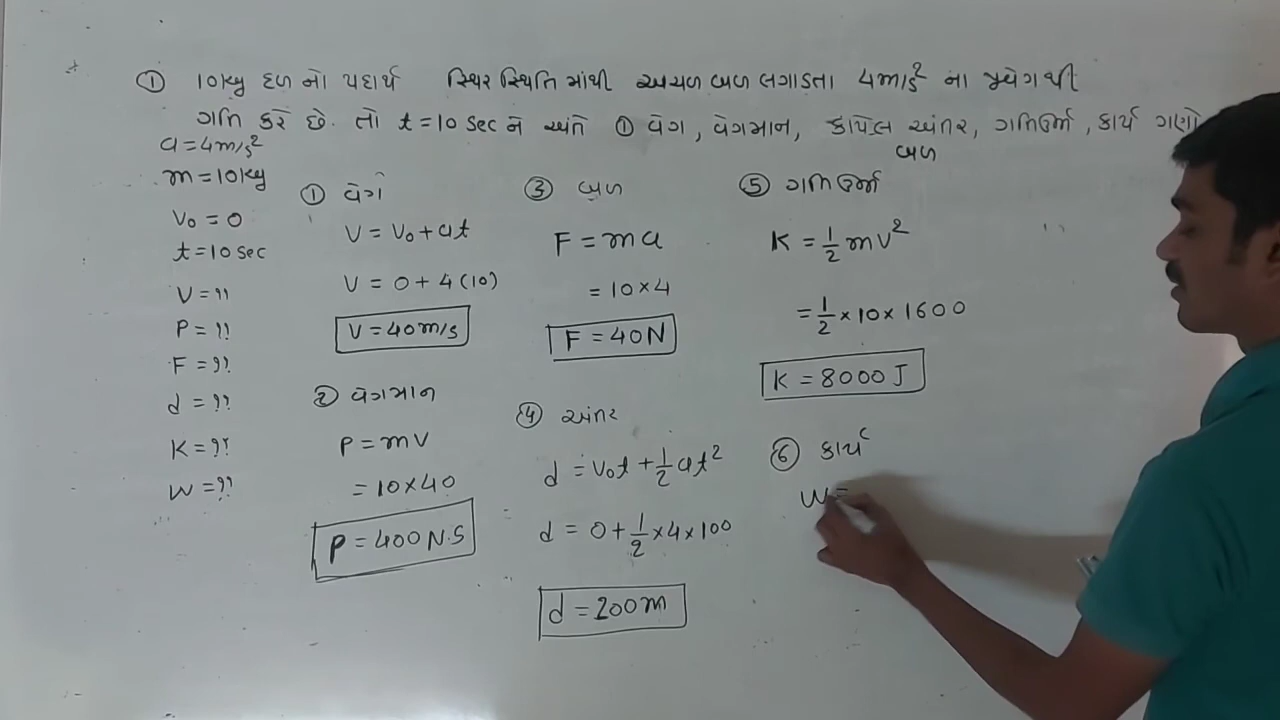 ① 10kg દળ નો પદાર્થ સ્થિર સ્થિતિ માંથી અચળ બળ લગાડતા 4m/s² ના પ્રવેગથી
ગતિ કરે છે. તો t=10 sec ને અંતે ① વેગ, વેગમાન, કાપેલ અંતર, ગતિઊર્જા, કાર્ય ગણો
બળ
a=4m/s²
m=10kg
V₀=0
t=10 sec
V=??
P=??
F=??
d=??
K=??
W=??
① વેગ
V=V₀+at
V=0+4(10)
V=40m/s
② વેગમાન
P=mV
=10×40
P=400 N·S
③ બળ
F=ma
=10×4
F=40N
④ અંતર
d=V₀t+½at²
d=0+½×4×100
d=200m
⑤ ગતિઊર્જા
K=½mV²
=½×10×1600
K=8000 J
⑥ કાર્ય
W=